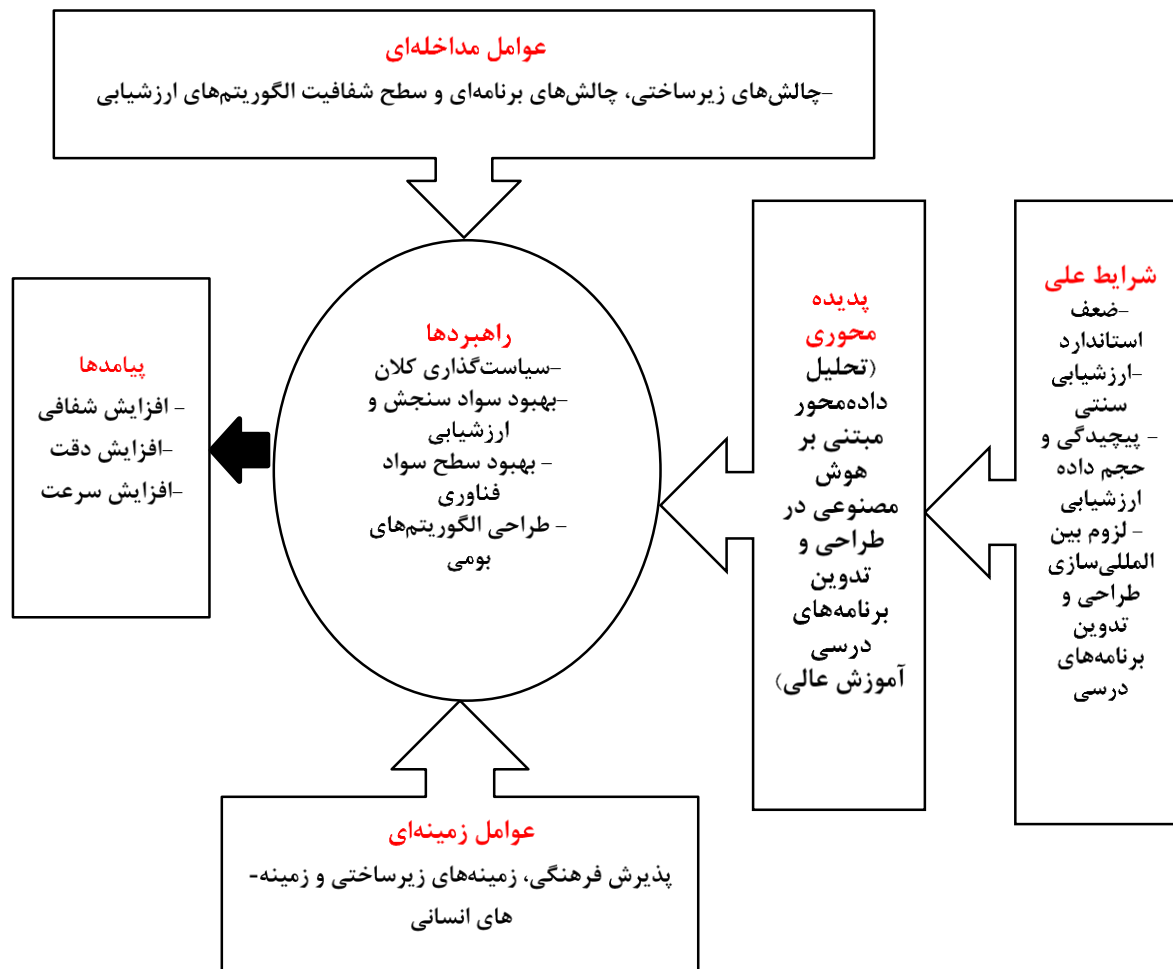 عوامل مداخله‌ای
-چالش‌های زیرساختی، چالش‌های برنامه‌ای و سطح شفافیت الگوریتم‌های ارزشیابی
شرایط علی
-ضعف
استاندارد
-ارزشیابی
سنتی
- پیچیدگی و
حجم داده
ارزشیابی
- لزوم بین
المللی‌سازی
طراحی و
تدوین
برنامه‌های
درسی
پدیده
محوری
(تحلیل
داده‌محور
مبتنی بر
هوش
مصنوعی در
طراحی و
تدوین
برنامه‌های
درسی
آموزش عالی)
راهبردها
-سیاست‌گذاری کلان
-بهبود سواد سنجش و
ارزشیابی
- بهبود سطح سواد
فناوری
- طراحی الگوریتم‌های
بومی
پیامدها
- افزایش شفافی
-افزایش دقت
-افزایش سرعت
عوامل زمینه‌ای
پذیرش فرهنگی، زمینه‌های زیرساختی و زمینه-
های انسانی